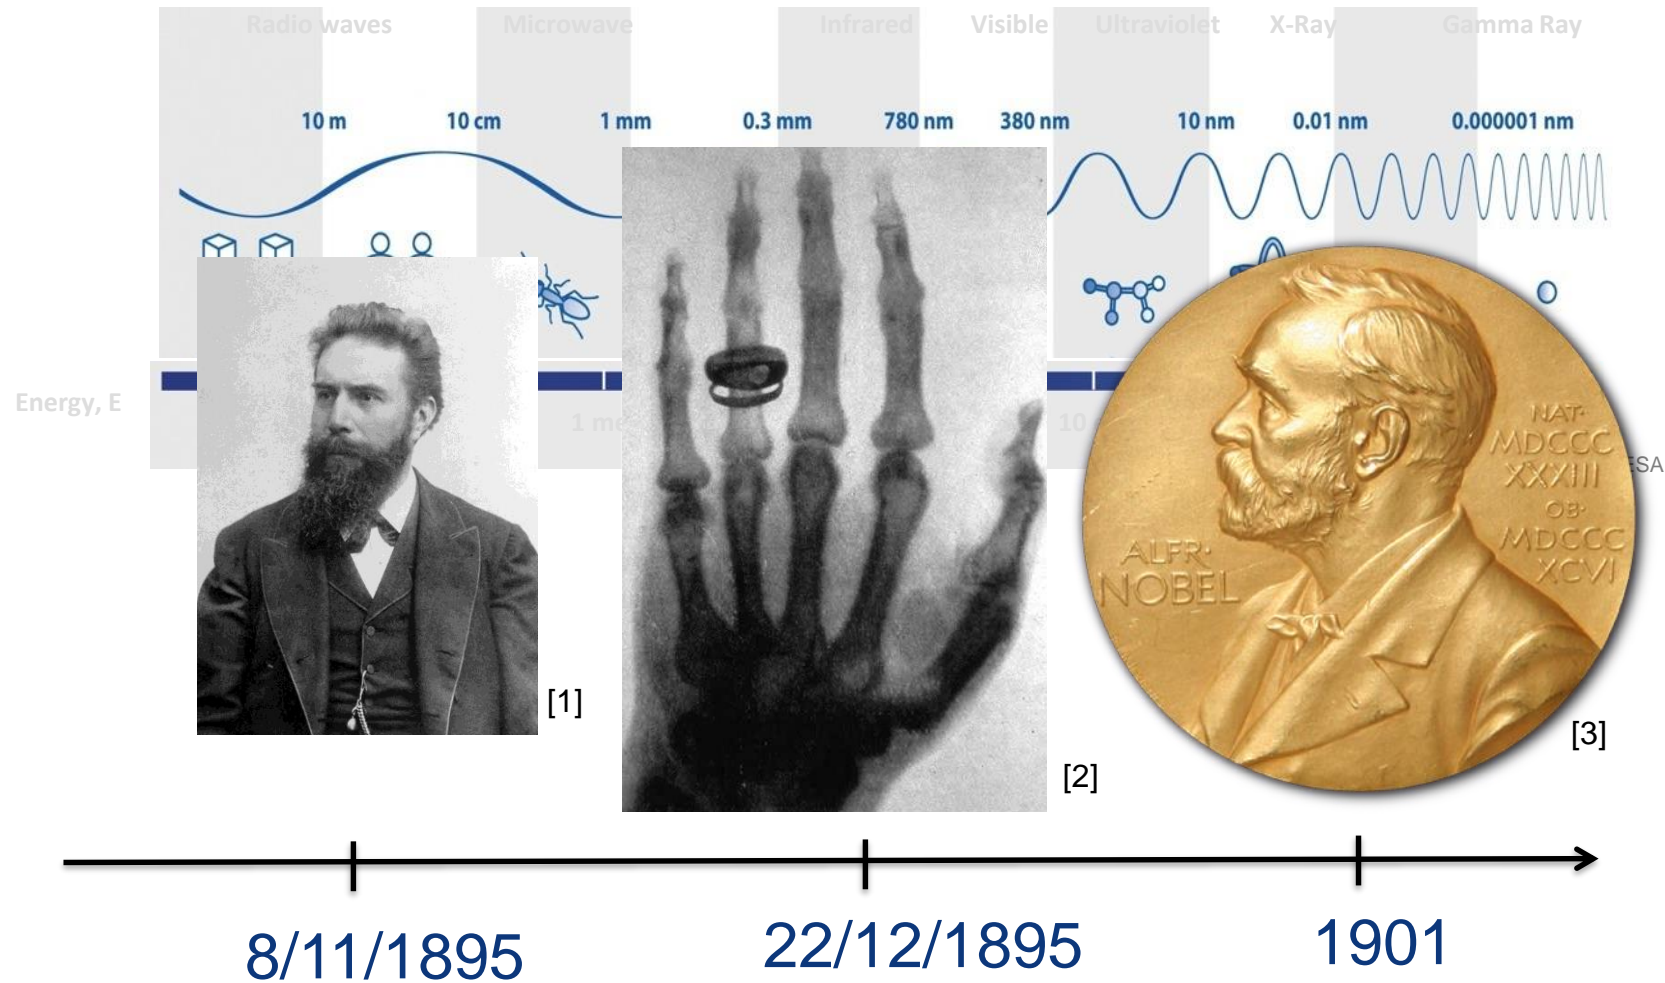 Radio waves Microwave Infrared Visible Ultraviolet X-Ray Gamma Ray
10 m 10 cm 1 mm 0.3 mm 780 nm 380 nm 10 nm 0.01 nm 0.000001 nm
Energy, E
10
NAT·
MDCCC
XXXIII
OB·
MDCCC
XCVI
ALFR·
NOBEL
ESA
[1]
[2]
[3]
8/11/1895 22/12/1895 1901